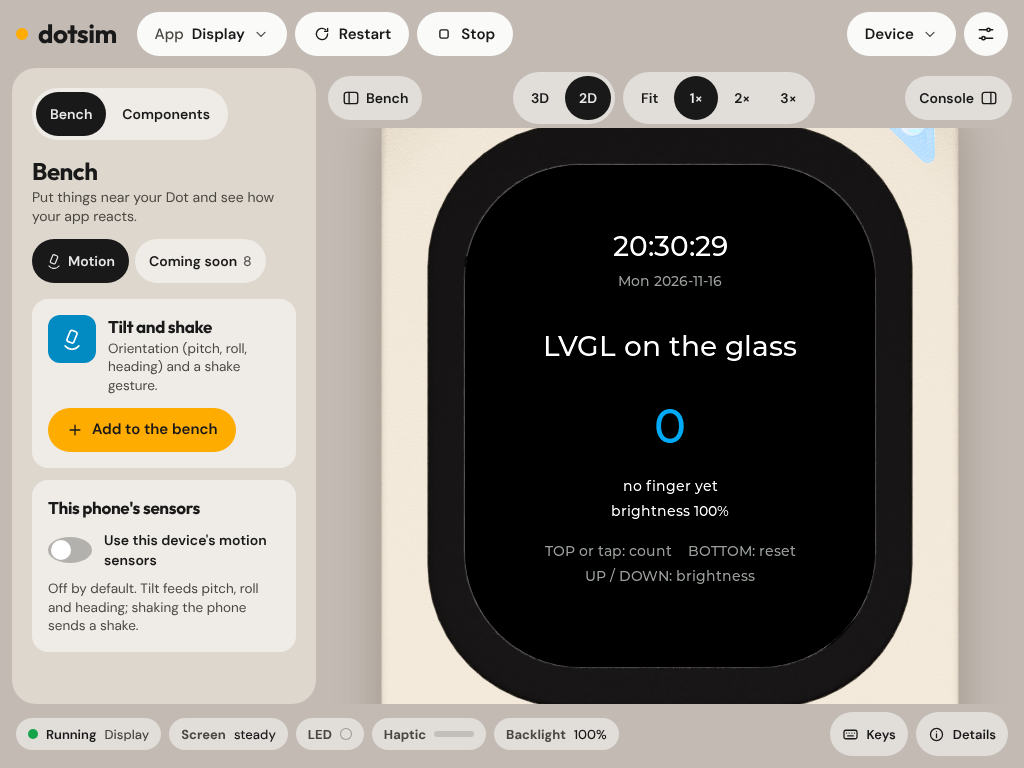 dotsim
App Display
Restart
Stop
Device
Bench
Components
Bench
Put things near your Dot and see how
your app reacts.
Motion
Coming soon 8
Tilt and shake
Orientation (pitch, roll,
heading) and a shake
gesture.
+ Add to the bench
This phone's sensors
Use this device's motion
sensors
Off by default. Tilt feeds pitch, roll
and heading; shaking the phone
sends a shake.
Bench
3D 2D
Fit 1× 2× 3×
Console
20:30:29
Mon 2026-11-16
LVGL on the glass
0
no finger yet
brightness 100%
TOP or tap: count BOTTOM: reset
UP / DOWN: brightness
Running Display
Screen steady
LED
Haptic
Backlight 100%
Keys
Details